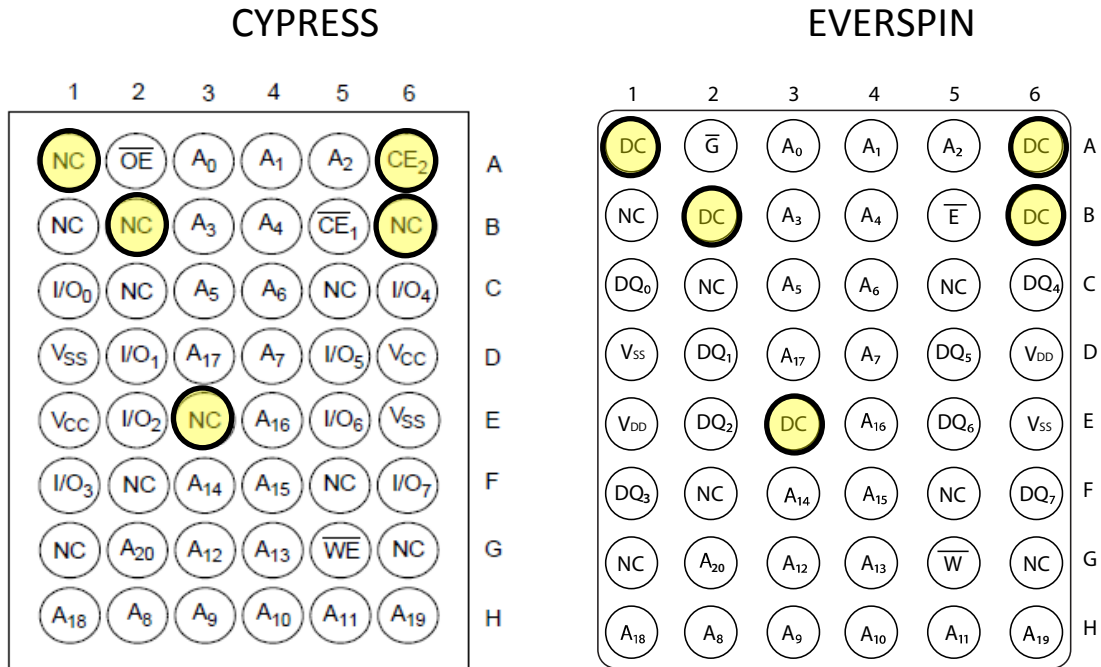 CYPRESS
1 2 3 4 5 6
NC O̅E̅ A₀ A₁ A₂ CE₂ A
NC NC A₃ A₄ C̅E̅₁ NC B
I/O₀ NC A₅ A₆ NC I/O₄ C
VSS I/O₁ A₁₇ A₇ I/O₅ VCC D
VCC I/O₂ NC A₁₆ I/O₆ VSS E
I/O₃ NC A₁₄ A₁₅ NC I/O₇ F
NC A₂₀ A₁₂ A₁₃ W̅E̅ NC G
A₁₈ A₈ A₉ A₁₀ A₁₁ A₁₉ H
EVERSPIN
1 2 3 4 5 6
DC G̅ A₀ A₁ A₂ DC A
NC DC A₃ A₄ E̅ DC B
DQ₀ NC A₅ A₆ NC DQ₄ C
VSS DQ₁ A₁₇ A₇ DQ₅ VDD D
VDD DQ₂ DC A₁₆ DQ₆ VSS E
DQ₃ NC A₁₄ A₁₅ NC DQ₇ F
NC A₂₀ A₁₂ A₁₃ W̅ NC G
A₁₈ A₈ A₉ A₁₀ A₁₁ A₁₉ H